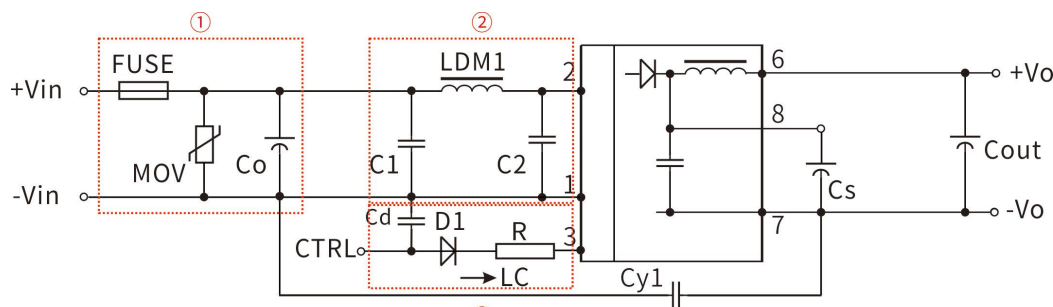 ① ②
FUSE LDM1 6
+Vin 2 +Vo
8
MOV Co C1 C2 Cout
-Vin 1 Cs -Vo
Cd D1 R 3 7
CTRL
LC Cy1